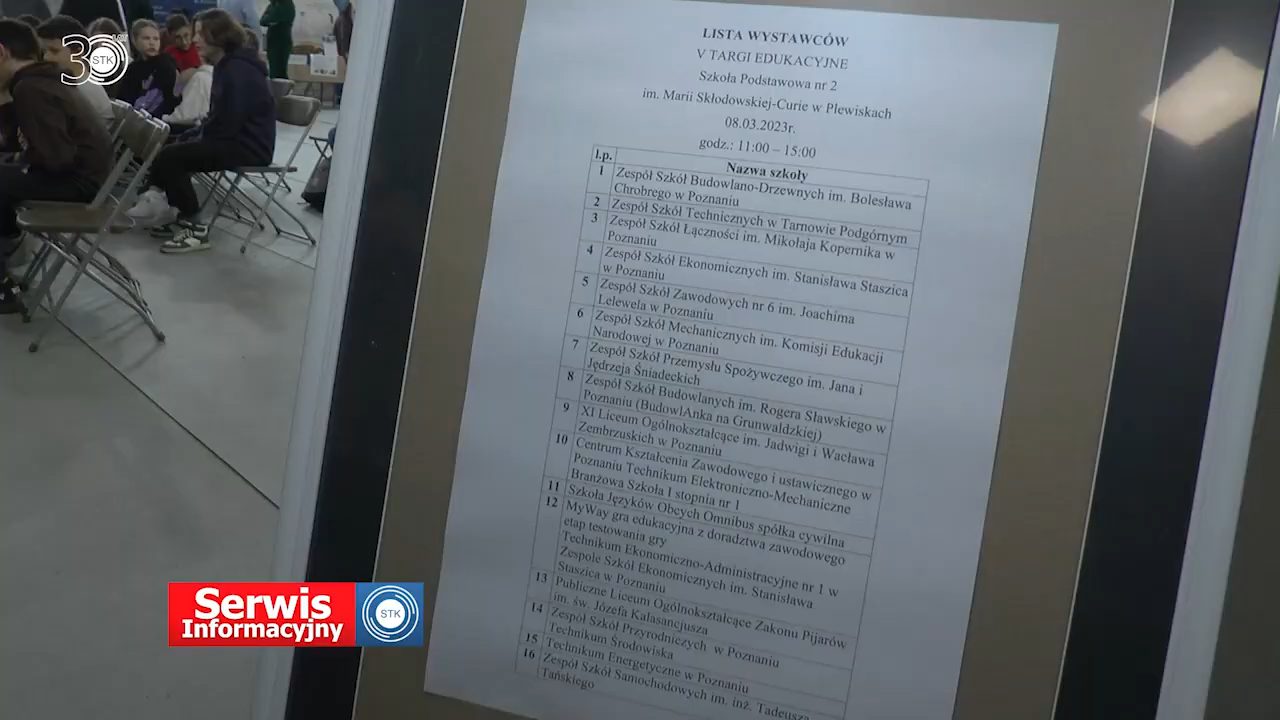 30 LAT
STK
LISTA WYSTAWCÓW
V TARGI EDUKACYJNE
Szkoła Podstawowa nr 2
im. Marii Skłodowskiej-Curie w Plewiskach
08.03.2023r.
godz.: 11:00 – 15:00
l.p. Nazwa szkoły
1 Zespół Szkół Budowlano-Drzewnych im. Bolesława
Chrobrego w Poznaniu
2 Zespół Szkół Technicznych w Tarnowie Podgórnym
3 Zespół Szkół Łączności im. Mikołaja Kopernika w
Poznaniu
4 Zespół Szkół Ekonomicznych im. Stanisława Staszica
w Poznaniu
5 Zespół Szkół Zawodowych nr 6 im. Joachima
Lelewela w Poznaniu
6 Zespół Szkół Mechanicznych im. Komisji Edukacji
Narodowej w Poznaniu
7 Zespół Szkół Przemysłu Spożywczego im. Jana i
Jędrzeja Śniadeckich
8 Zespół Szkół Budowlanych im. Rogera Sławskiego w
Poznaniu (BudowlAnka na Grunwaldzkiej)
9 XI Liceum Ogólnokształcące im. Jadwigi i Wacława
Zembrzuskich w Poznaniu
10 Centrum Kształcenia Zawodowego i ustawicznego w
Poznaniu Technikum Elektroniczno-Mechaniczne
Branżowa Szkoła I stopnia nr 1
11 Szkoła Języków Obcych Omnibus spółka cywilna
12 MyWay gra edukacyjna z doradztwa zawodowego
etap testowania gry
Technikum Ekonomiczno-Administracyjne nr 1 w
Zespole Szkół Ekonomicznych im. Stanisława
Staszica w Poznaniu
13 Publiczne Liceum Ogólnokształcące Zakonu Pijarów
im. św. Józefa Kalasancjusza
14 Zespół Szkół Przyrodniczych w Poznaniu
Technikum Środowiska
15 Technikum Energetyczne w Poznaniu
16 Zespół Szkół Samochodowych im. inż. Tadeusza
Tańskiego
Serwis
Informacyjny
STK